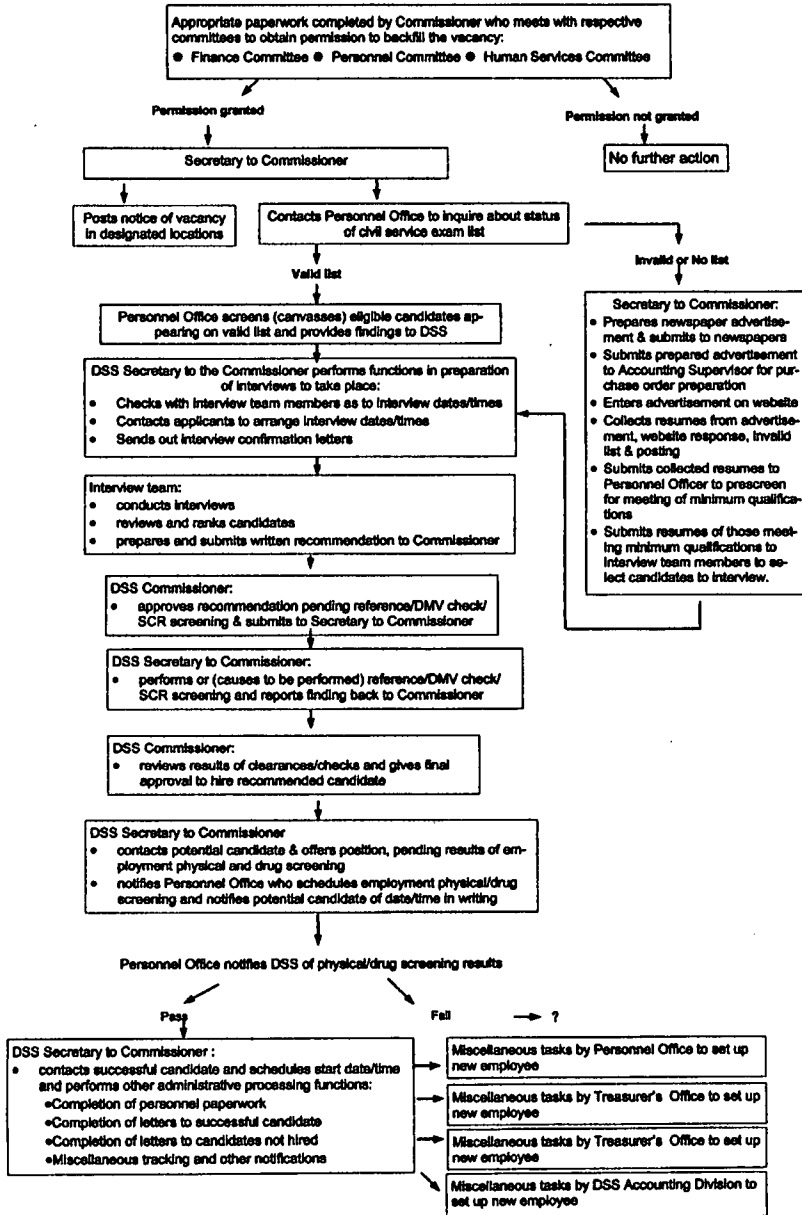 Appropriate paperwork completed by Commissioner who meets with respective
committees to obtain permission to backfill the vacancy:
● Finance Committee ● Personnel Committee ● Human Services Committee
Permission granted
Permission not granted
Secretary to Commissioner
No further action
Posts notice of vacancy
in designated locations
Contacts Personnel Office to inquire about status
of civil service exam list
Valid list
Invalid or No list
Personnel Office screens (canvasses) eligible candidates ap-
pearing on valid list and provides findings to DSS
Secretary to Commissioner:
• Prepares newspaper advertise-
ment & submits to newspapers
• Submits prepared advertisement
to Accounting Supervisor for pur-
chase order preparation
• Enters advertisement on website
• Collects resumes from advertise-
ment, website response, invalid
list & posting
• Submits collected resumes to
Personnel Officer to prescreen
for meeting of minimum qualifica-
tions
• Submits resumes of those meet-
ing minimum qualifications to
Interview team members to se-
lect candidates to interview.
DSS Secretary to the Commissioner performs functions in preparation
of interviews to take place:
• Checks with interview team members as to interview dates/times
• Contacts applicants to arrange interview dates/times
• Sends out interview confirmation letters
Interview team:
• conducts interviews
• reviews and ranks candidates
• prepares and submits written recommendation to Commissioner
DSS Commissioner:
• approves recommendation pending reference/DMV check/
SCR screening & submits to Secretary to Commissioner
DSS Secretary to Commissioner:
• performs or (causes to be performed) reference/DMV check/
SCR screening and reports finding back to Commissioner
DSS Commissioner:
• reviews results of clearances/checks and gives final
approval to hire recommended candidate
DSS Secretary to Commissioner
• contacts potential candidate & offers position, pending results of em-
ployment physical and drug screening
• notifies Personnel Office who schedules employment physical/drug
screening and notifies potential candidate of date/time in writing
Personnel Office notifies DSS of physical/drug screening results
Pass
Fail
?
DSS Secretary to Commissioner :
• contacts successful candidate and schedules start date/time
and performs other administrative processing functions:
•Completion of personnel paperwork
•Completion of letters to successful candidate
•Completion of letters to candidates not hired
•Miscellaneous tracking and other notifications
Miscellaneous tasks by Personnel Office to set up
new employee
Miscellaneous tasks by Treasurer's Office to set up
new employee
Miscellaneous tasks by Treasurer's Office to set up
new employee
Miscellaneous tasks by DSS Accounting Division to
set up new employee